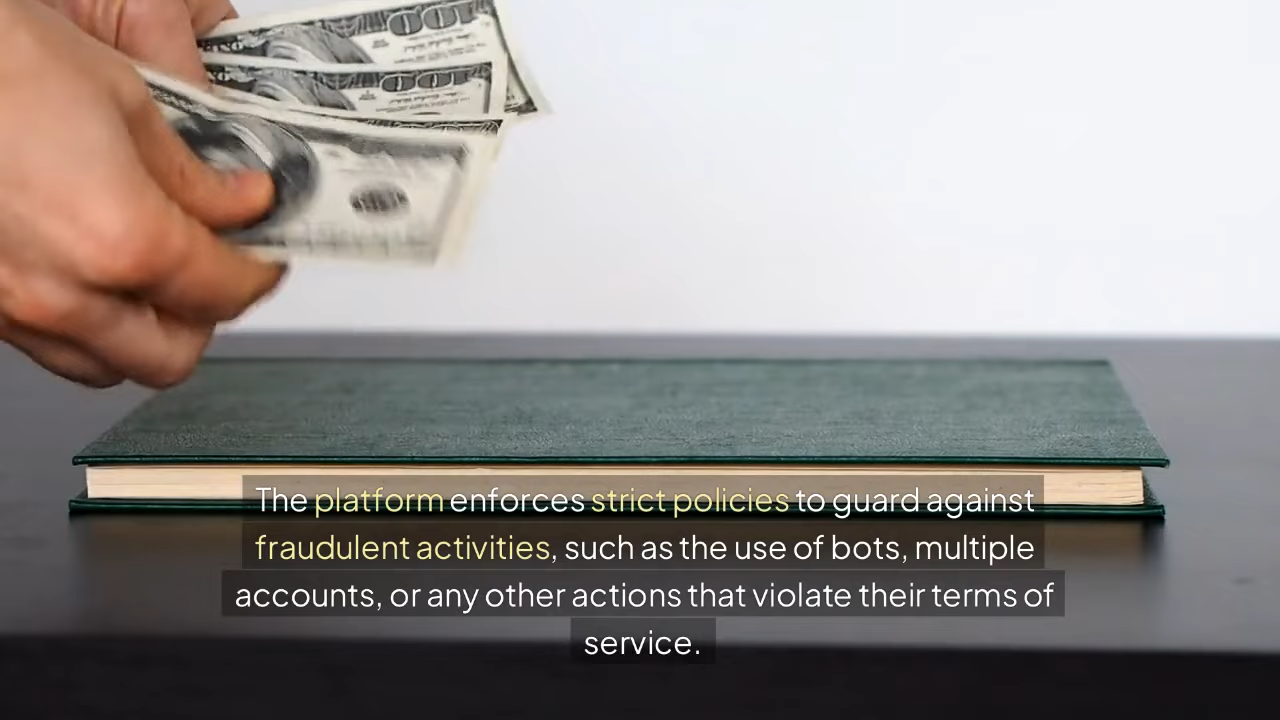 The platform enforces strict policies to guard against
fraudulent activities, such as the use of bots, multiple
accounts, or any other actions that violate their terms of
service.